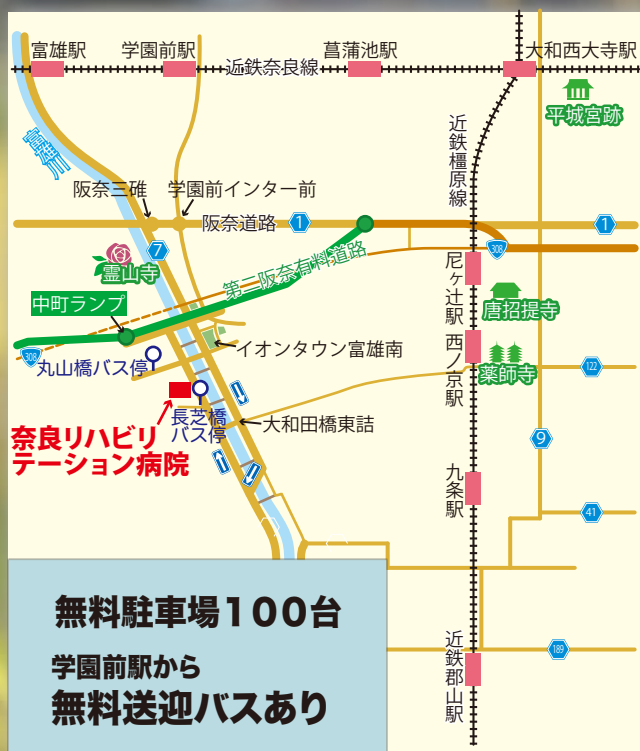 富雄駅
学園前駅
近鉄奈良線
菖蒲池駅
大和西大寺駅
平城宮跡
富雄川
近鉄橿原線
阪奈三碓
学園前インター前
阪奈道路
1
1
7
308
霊山寺
第二阪奈有料道路
尼ヶ辻駅
中町ランプ
唐招提寺
308
丸山橋バス停
イオンタウン富雄南
西ノ京駅
薬師寺
122
長芝橋
バス停
大和田橋東詰
奈良リハビリ
テーション病院
9
九条駅
41
無料駐車場100台
学園前駅から
無料送迎バスあり
189
近鉄郡山駅